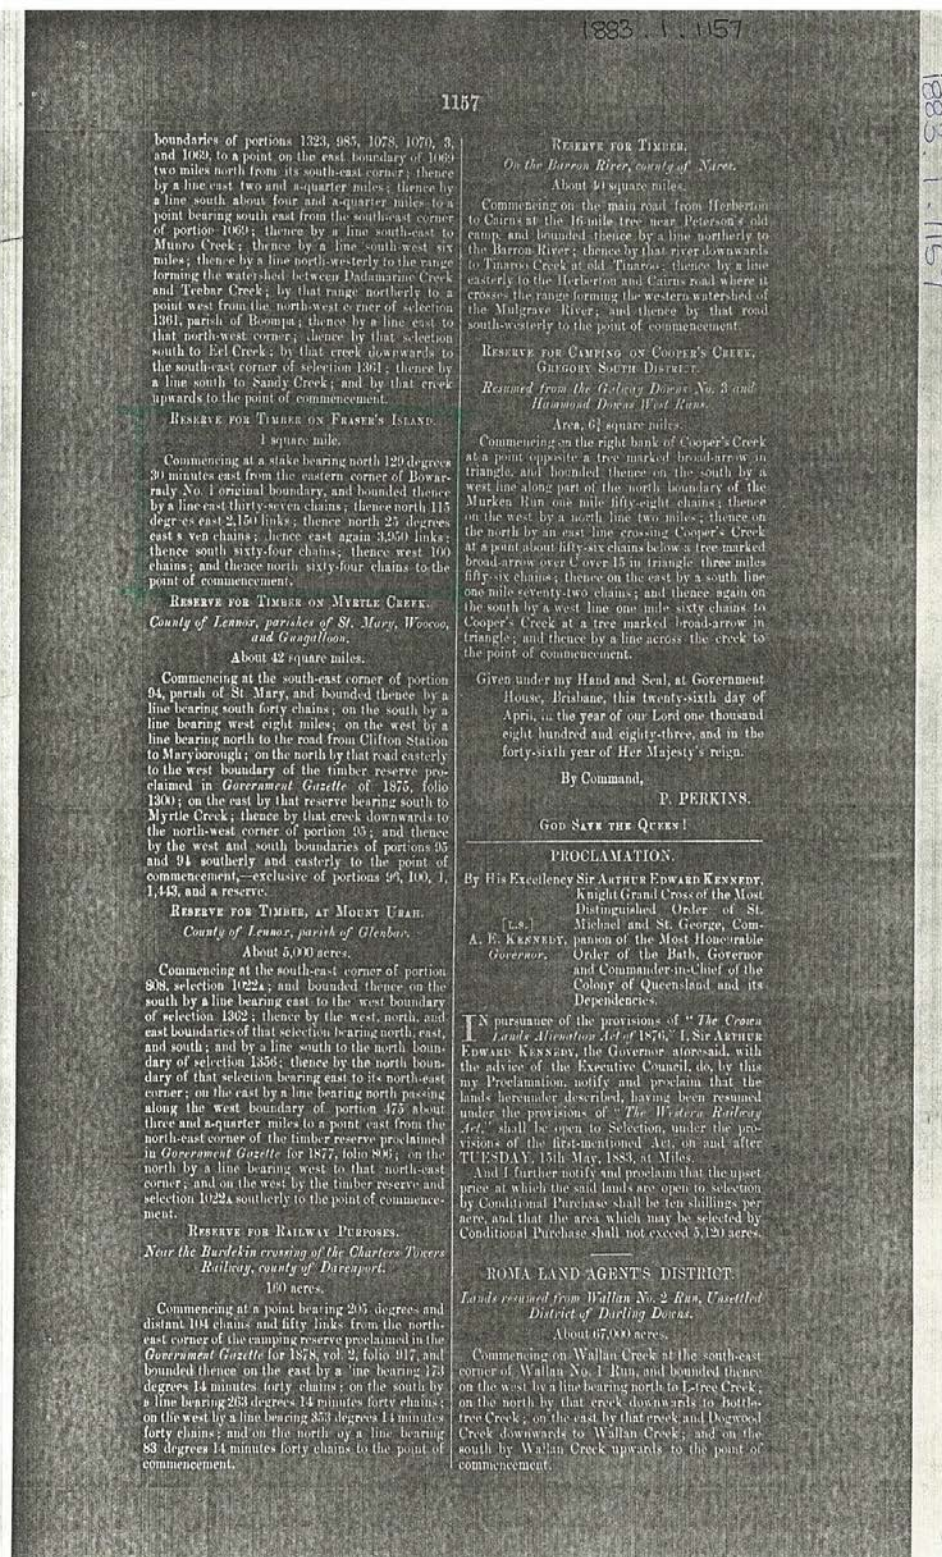 1883.1.1157
1883.1.1157
boundaries of portions 1323, 985, 1078, 1070, 3,
and 1069, to a point on the east boundary of 1069
two miles north from its south-east corner; thence
by a line east two and a-quarter miles; thence by
a line south about four and a-quarter miles to a
point bearing south east from the south-east corner
of portion 1069; thence by a line south-east to
Munro Creek; thence by a line south west six
miles; thence by a line north-westerly to the range
forming the watershed between Dadamarine Creek
and Teebar Creek; by that range northerly to a
point west from the north-west corner of selection
1361, parish of Boompa; thence by a line east to
that north-west corner; thence by that selection
south to Eel Creek; by that creek downwards to
the south-east corner of selection 1361; thence by
a line south to Sandy Creek; and by that creek
upwards to the point of commencement.
RESERVE FOR TIMBER ON FRASER'S ISLAND.
1 square mile.
Commencing at a stake bearing north 129 degrees
30 minutes east from the eastern corner of Bowar-
rady No. 1 original boundary, and bounded thence
by a line east thirty-seven chains; thence north 115
degrees east 2,150 links; thence north 25 degrees
east s ven chains; hence east again 3,950 links;
thence south sixty-four chains; thence west 100
chains; and thence north sixty-four chains to the
point of commencement.
RESERVE FOR TIMBER ON MYRTLE CREEK.
County of Lennox, parishes of St. Mary, Woocoo,
and Gungalloon.
About 42 square miles.
Commencing at the south-east corner of portion
94, parish of St Mary, and bounded thence by a
line bearing south forty chains; on the south by a
line bearing west eight miles; on the west by a
line bearing north to the road from Clifton Station
to Maryborough; on the north by that road easterly
to the west boundary of the timber reserve pro-
claimed in Government Gazette of 1875, folio
1300; on the east by that reserve bearing south to
Myrtle Creek; thence by that creek downwards to
the north-west corner of portion 95; and thence
by the west and south boundaries of portions 95
and 94 southerly and easterly to the point of
commencement,—exclusive of portions 96, 100, 1,
1,443, and a reserve.
RESERVE FOR TIMBER, AT MOUNT URAH.
County of Lennox, parish of Glenbar.
About 5,000 acres.
Commencing at the south-east corner of portion
808, selection 1022A; and bounded thence on the
south by a line bearing east to the west boundary
of selection 1362; thence by the west, north, and
east boundaries of that selection bearing north, east,
and south; and by a line south to the north boun-
dary of selection 1356; thence by the north boun-
dary of that selection bearing east to its north-east
corner; on the east by a line bearing north passing
along the west boundary of portion 475 about
three and a-quarter miles to a point east from the
north-east corner of the timber reserve proclaimed
in Government Gazette for 1877, folio 806; on the
north by a line bearing west to that north-east
corner; and on the west by the timber reserve and
selection 1022A southerly to the point of commence-
ment.
RESERVE FOR RAILWAY PURPOSES.
Near the Burdekin crossing of the Charters Towers
Railway, county of Davenport.
160 acres.
Commencing at a point bearing 205 degrees and
distant 104 chains and fifty links from the north-
east corner of the camping reserve proclaimed in the
Government Gazette for 1878, vol. 2, folio 917, and
bounded thence on the east by a line bearing 173
degrees 14 minutes forty chains; on the south by
a line bearing 263 degrees 14 minutes forty chains;
on the west by a line bearing 353 degrees 14 minutes
forty chains; and on the north by a line bearing
83 degrees 14 minutes forty chains to the point of
commencement.
1157
RESERVE FOR TIMBER.
On the Barron River, county of Nares.
About 40 square miles.
Commencing on the main road from Herberton
to Cairns at the 16-mile tree near Peterson's old
camp, and bounded thence by a line northerly to
the Barron River; thence by that river downwards
to Tinaroo Creek at old Tinaroo; thence by a line
easterly to the Herberton and Cairns road where it
crosses the range forming the western watershed of
the Mulgrave River; and thence by that road
south-westerly to the point of commencement
RESERVE FOR CAMPING ON COOPER'S CREEK,
GREGORY SOUTH DISTRICT.
Resumed from the Galway Downs No. 3 and
Hammond Downs West Runs.
Area, 6¾ square miles.
Commencing on the right bank of Cooper's Creek
at a point opposite a tree marked broad-arrow in
triangle, and bounded thence on the south by a
west line along part of the north boundary of the
Murken Run one mile fifty-eight chains; thence
on the west by a north line two miles; thence on
the north by an east line crossing Cooper's Creek
at a point about fifty-six chains below a tree marked
broad-arrow over C over 15 in triangle three miles
fifty-six chains; thence on the east by a south line
one mile seventy-two chains; and thence again on
the south by a west line one mile sixty chains to
Cooper's Creek at a tree marked broad-arrow in
triangle; and thence by a line across the creek to
the point of commencement.
Given under my Hand and Seal, at Government
House, Brisbane, this twenty-sixth day of
April, in the year of our Lord one thousand
eight hundred and eighty-three, and in the
forty-sixth year of Her Majesty's reign.
By Command,
P. PERKINS.
GOD SAVE THE QUEEN!
PROCLAMATION.
By His Excellency Sir ARTHUR EDWARD KENNEDY,
Knight Grand Cross of the Most
Distinguished Order of St.
[L.S.] Michael and St. George, Com-
A. E. KENNEDY, panion of the Most Honourable
Governor. Order of the Bath, Governor
and Commander-in-Chief of the
Colony of Queensland and its
Dependencies.
IN pursuance of the provisions of "The Crown
Lands Alienation Act of 1876," I, Sir ARTHUR
EDWARD KENNEDY, the Governor aforesaid, with
the advice of the Executive Council, do, by this
my Proclamation, notify and proclaim that the
lands hereunder described, having been resumed
under the provisions of "The Western Railway
Act," shall be open to Selection, under the pro-
visions of the first-mentioned Act, on and after
TUESDAY, 15th May, 1883, at Miles.
And I further notify and proclaim that the upset
price at which the said lands are open to selection
by Conditional Purchase shall be ten shillings per
acre, and that the area which may be selected by
Conditional Purchase shall not exceed 5,120 acres.
ROMA LAND AGENT'S DISTRICT.
Lands resumed from Wallan No. 2 Run, Unsettled
District of Darling Downs.
About 67,000 acres.
Commencing on Wallan Creek at the south-east
corner of Wallan No. 1 Run, and bounded thence
on the west by a line bearing north to L-tree Creek;
on the north by that creek downwards to Bottle-
tree Creek; on the east by that creek and Dogwood
Creek downwards to Wallan Creek; and on the
south by Wallan Creek upwards to the point of
commencement.